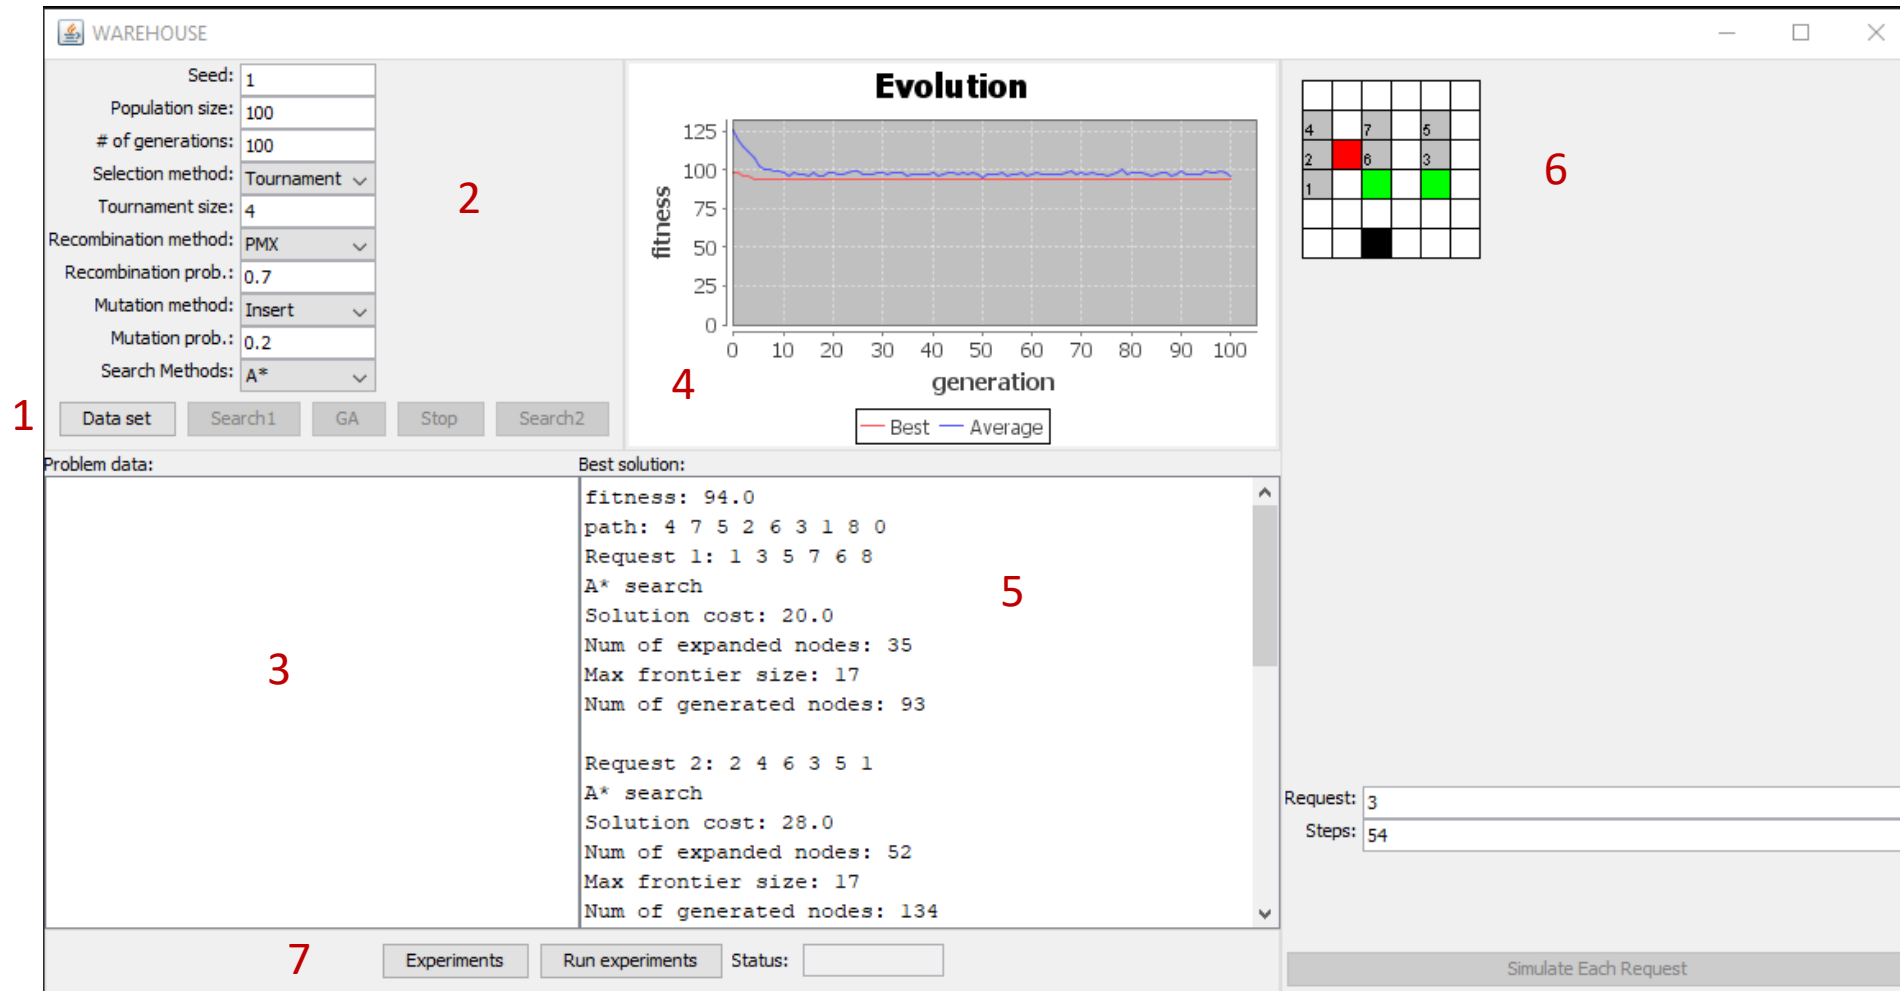 WAREHOUSE
Seed: 1
Population size: 100
# of generations: 100
Selection method: Tournament
Tournament size: 4
Recombination method: PMX
Recombination prob.: 0.7
Mutation method: Insert
Mutation prob.: 0.2
Search Methods: A*
2
1
Data set Search1 GA Stop Search2
Evolution
fitness
125
100
75
50
25
0
0 10 20 30 40 50 60 70 80 90 100
4
generation
Best Average
4 7 5
2 6 3
1
6
Problem data:
3
Best solution:
fitness: 94.0
path: 4 7 5 2 6 3 1 8 0
Request 1: 1 3 5 7 6 8
A* search
Solution cost: 20.0
Num of expanded nodes: 35
Max frontier size: 17
Num of generated nodes: 93
Request 2: 2 4 6 3 5 1
A* search
Solution cost: 28.0
Num of expanded nodes: 52
Max frontier size: 17
Num of generated nodes: 134
5
Request: 3
Steps: 54
Simulate Each Request
7
Experiments Run experiments Status: